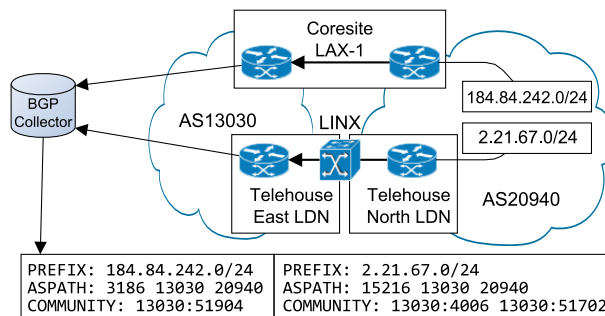 Coresite
LAX-1
BGP
Collector
184.84.242.0/24
AS13030
LINX
2.21.67.0/24
Telehouse
East LDN
Telehouse
North LDN
AS20940
PREFIX: 184.84.242.0/24
ASPATH: 3186 13030 20940
COMMUNITY: 13030:51904
PREFIX: 2.21.67.0/24
ASPATH: 15216 13030 20940
COMMUNITY: 13030:4006 13030:51702